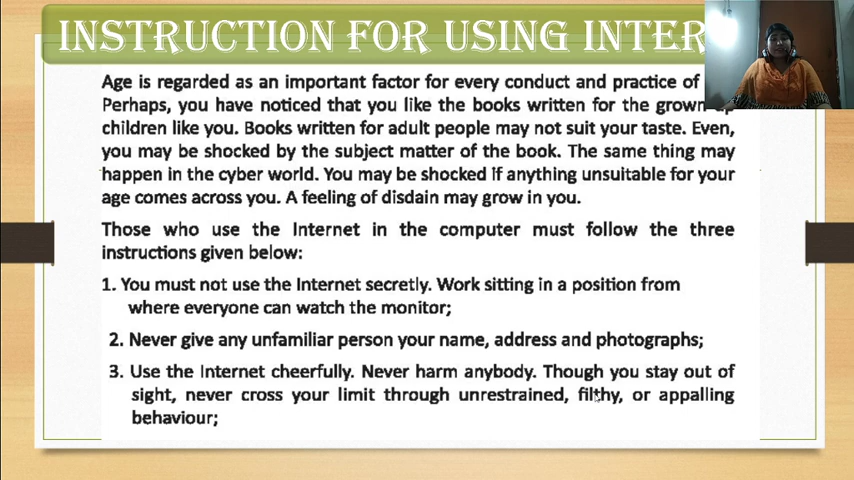 INSTRUCTION FOR USING INTER
Age is regarded as an important factor for every conduct and practice of
Perhaps, you have noticed that you like the books written for the grown up
children like you. Books written for adult people may not suit your taste. Even,
you may be shocked by the subject matter of the book. The same thing may
happen in the cyber world. You may be shocked if anything unsuitable for your
age comes across you. A feeling of disdain may grow in you.
Those who use the Internet in the computer must follow the three
instructions given below:
1. You must not use the Internet secretly. Work sitting in a position from
where everyone can watch the monitor;
2. Never give any unfamiliar person your name, address and photographs;
3. Use the Internet cheerfully. Never harm anybody. Though you stay out of
sight, never cross your limit through unrestrained, filthy, or appalling
behaviour;